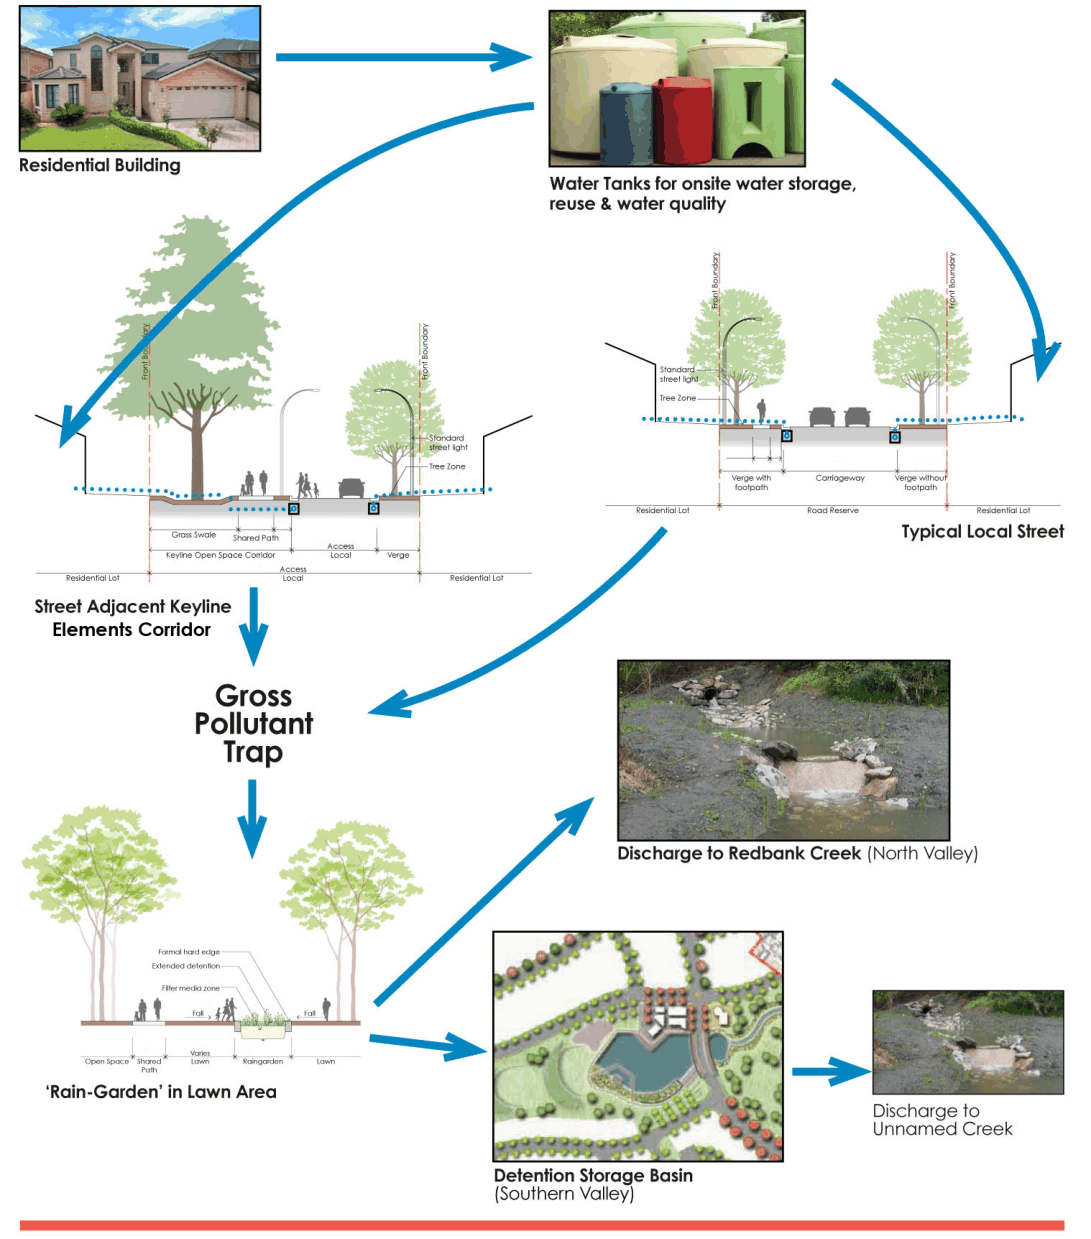 Residential Building
Water Tanks for onsite water storage,
reuse & water quality
Front Boundary
Front Boundary
Standard
street light
Tree Zone
Grass Swale
Shared Path
Keyline Open Space Corridor
Access
Local
Verge
Access
Local
Residential Lot
Residential Lot
Street Adjacent Keyline
Elements Corridor
Front Boundary
Front Boundary
Standard
street light
Tree Zone
Verge with
footpath
Carriageway
Verge without
footpath
Residential Lot
Road Reserve
Residential Lot
Typical Local Street
Gross
Pollutant
Trap
Discharge to Redbank Creek (North Valley)
Formal hard edge
Extended detention
Filter media zone
Fall
Fall
Open Space
Shared
Path
Varies
Lawn
Raingarden
Lawn
‘Rain-Garden’ in Lawn Area
Detention Storage Basin
(Southern Valley)
Discharge to
Unnamed Creek